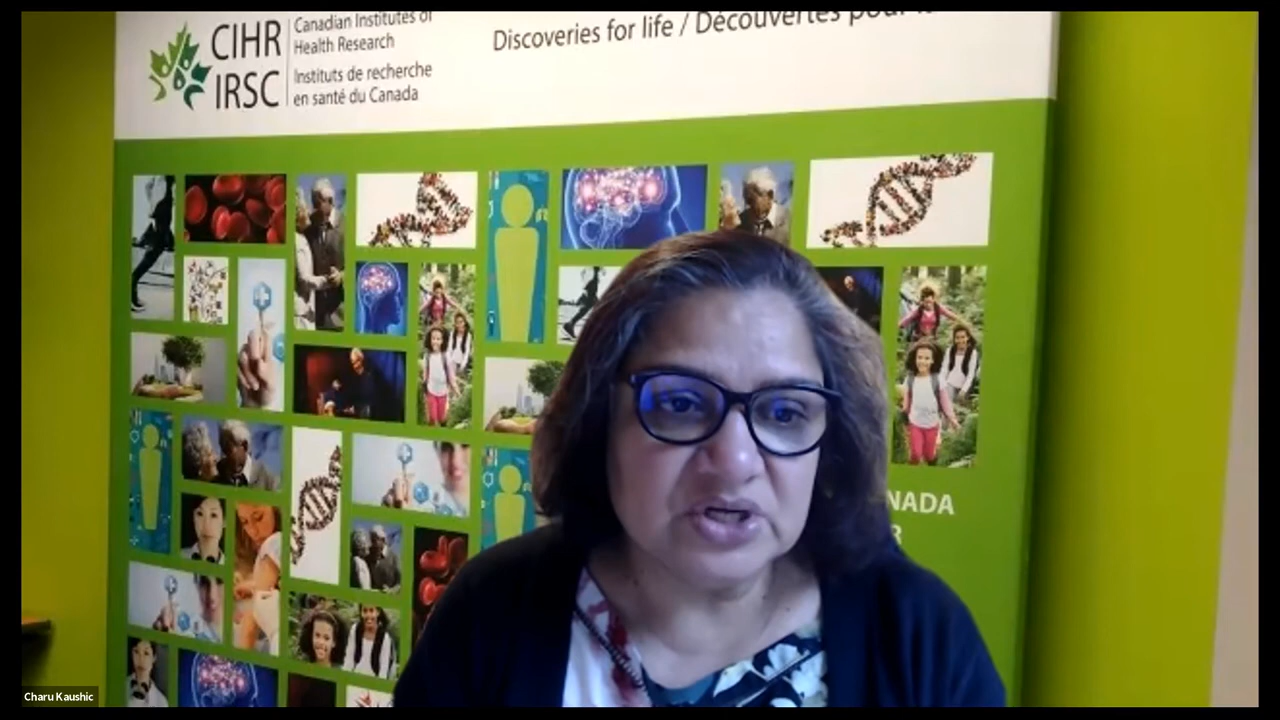 CIHR
IRSC
Canadian Institutes of
Health Research
Instituts de recherche
en santé du Canada
Discoveries for life / Découvertes pour
NADA
Charu Kaushic